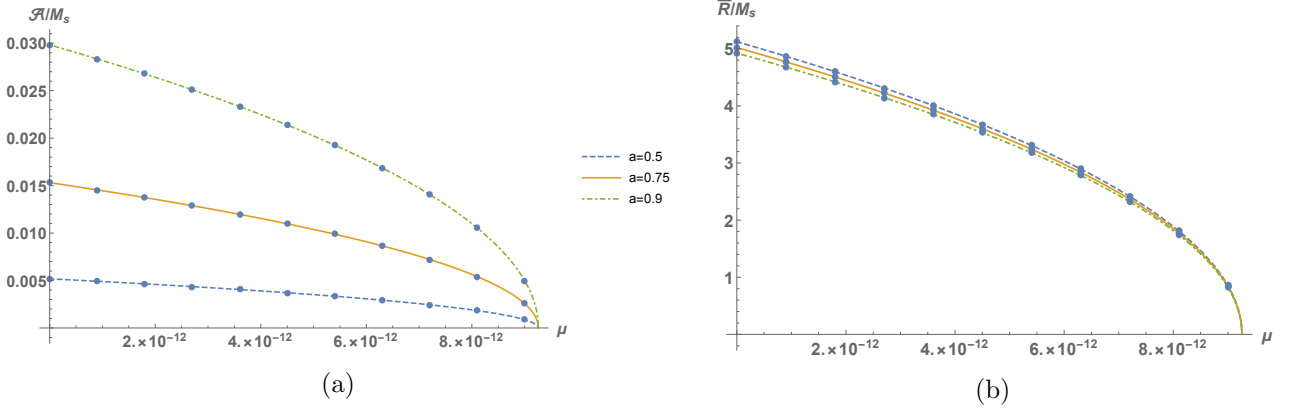 𝒜/Mₛ
0.030
0.025
0.020
0.015
0.010
0.005
2.×10⁻¹²
4.×10⁻¹²
6.×10⁻¹²
8.×10⁻¹²
μ
(a)
a=0.5
a=0.75
a=0.9
R̅/Mₛ
5
4
3
2
1
2.×10⁻¹²
4.×10⁻¹²
6.×10⁻¹²
8.×10⁻¹²
μ
(b)